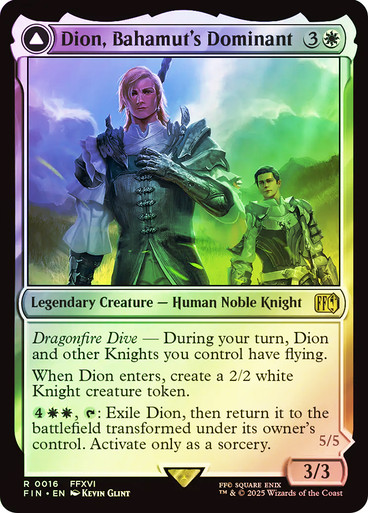 Dion, Bahamut's Dominant 3
Legendary Creature — Human Noble Knight FFXVI
Dragonfire Dive — During your turn, Dion
and other Knights you control have flying.
When Dion enters, create a 2/2 white
Knight creature token.
4, : Exile Dion, then return it to the
battlefield transformed under its owner's
control. Activate only as a sorcery.
5/5
3/3
R 0016 FFXVI
FIN • EN Kevin Glint
FF© SQUARE ENIX
™ & © 2025 Wizards of the Coast